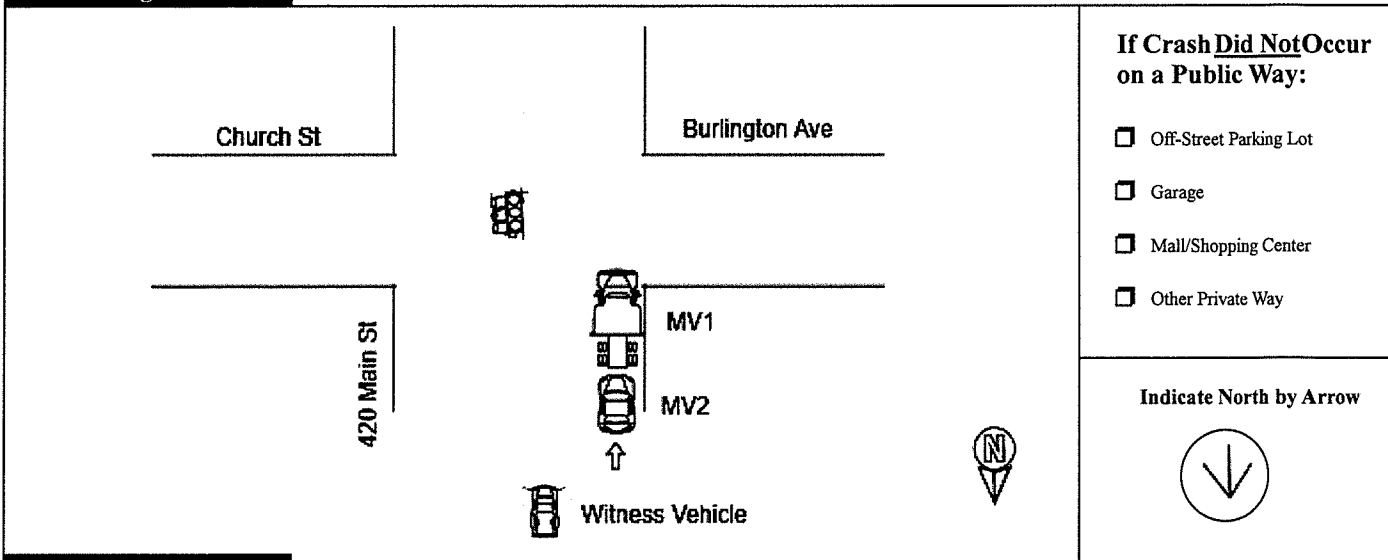 If Crash Did Not Occur
on a Public Way:
Off-Street Parking Lot
Garage
Mall/Shopping Center
Other Private Way
Indicate North by Arrow
Church St
Burlington Ave
420 Main St
MV1
MV2
Witness Vehicle
N